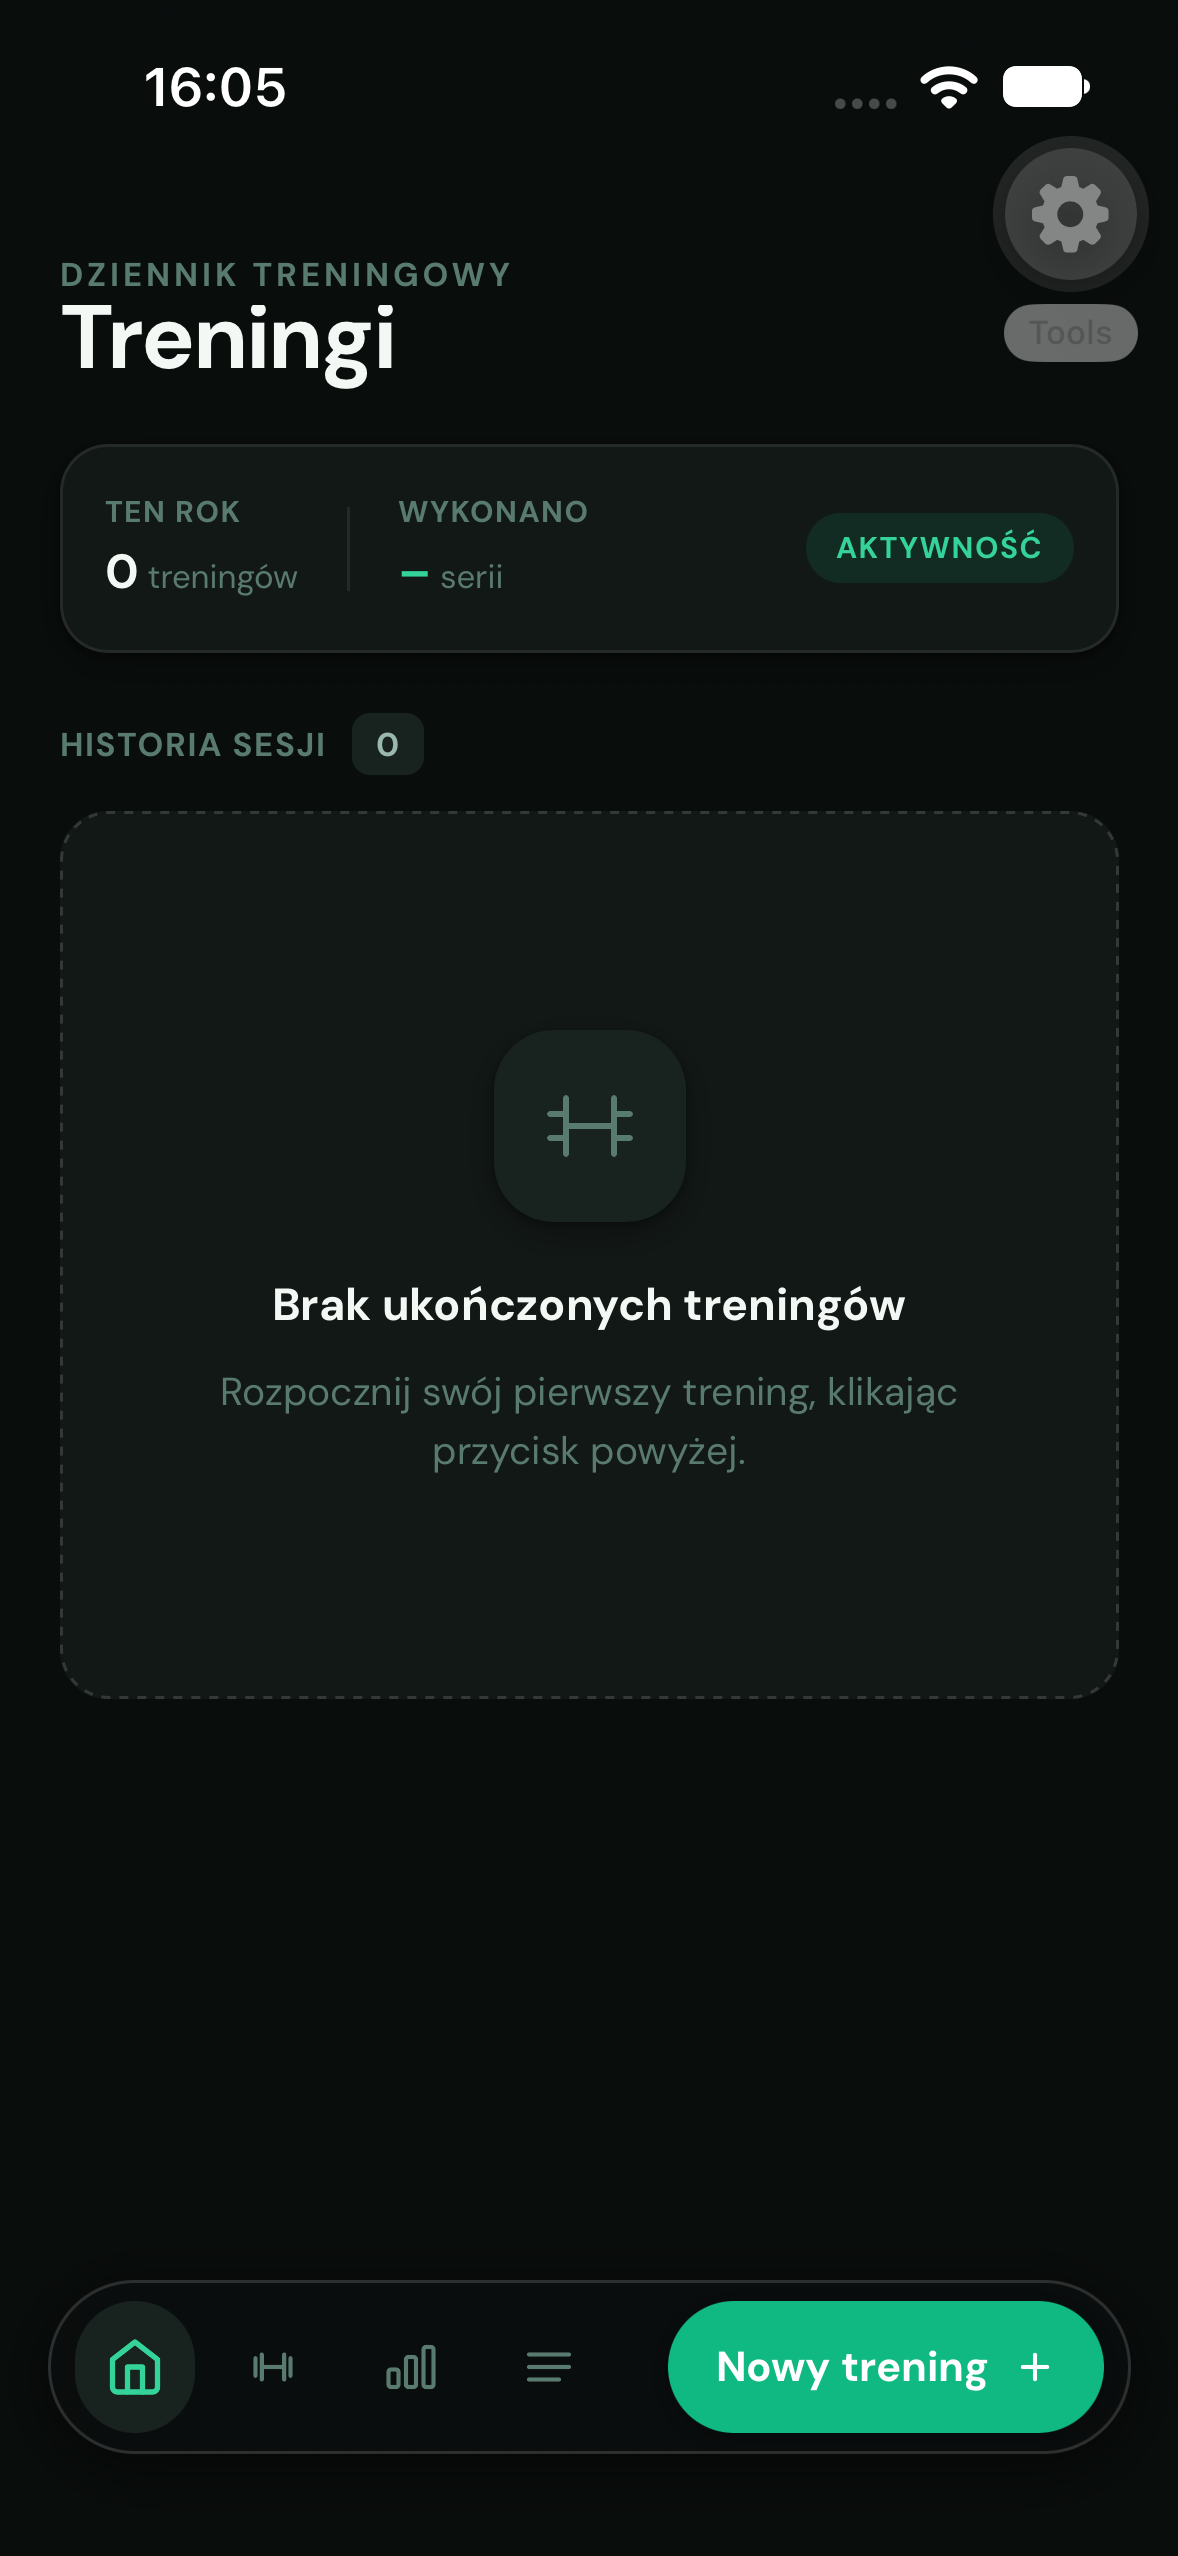 16:05
DZIENNIK TRENINGOWY
Treningi
Tools
TEN ROK
0 treningów
WYKONANO
– serii
AKTYWNOŚĆ
HISTORIA SESJI 0
Brak ukończonych treningów
Rozpocznij swój pierwszy trening, klikając
przycisk powyżej.
Nowy trening +